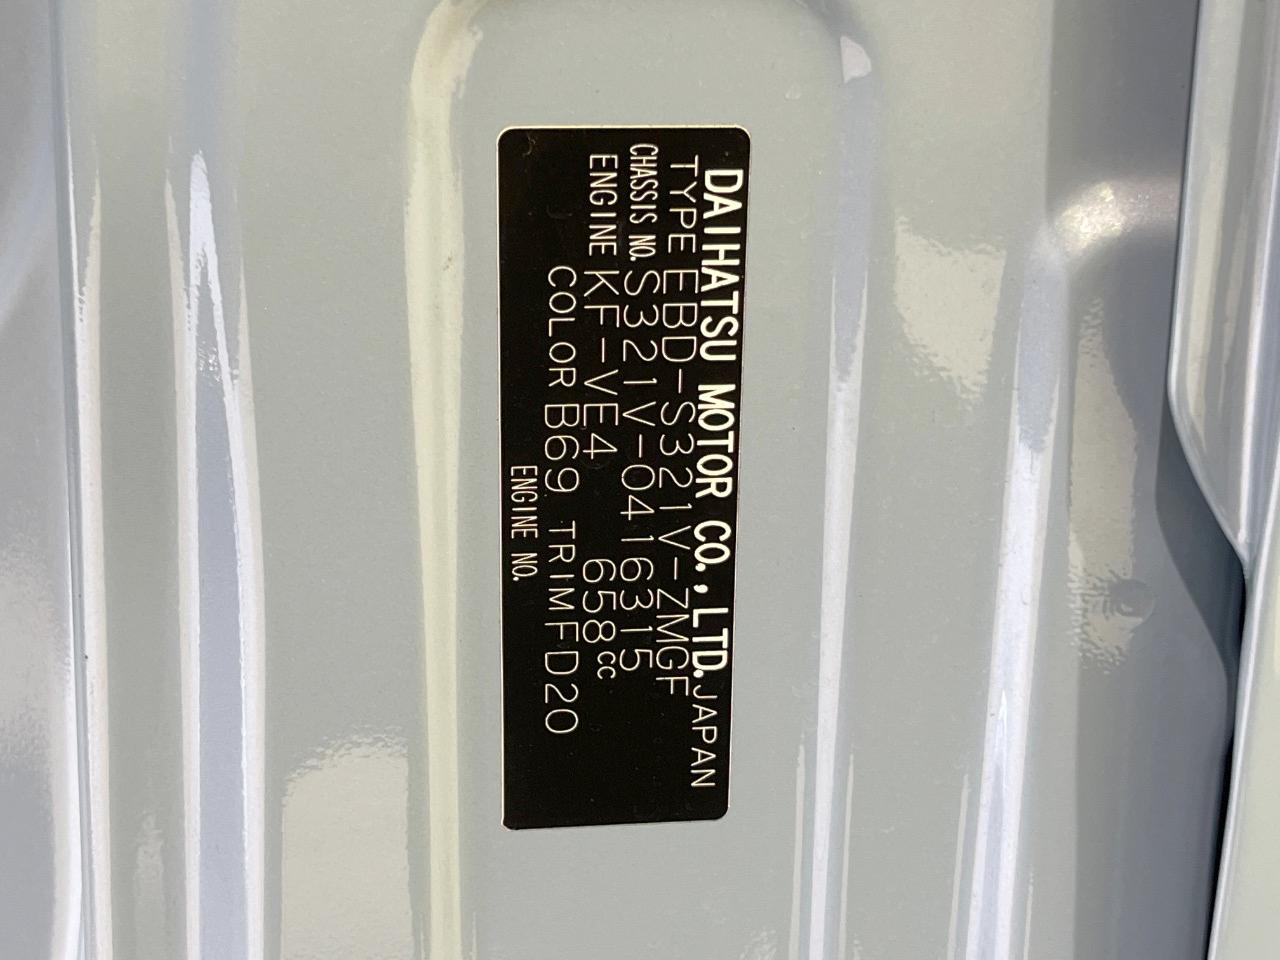 DAIHATSU MOTOR CO., LTD. JAPAN
TYPE EBD-S321V-ZMGF
CHASSIS NO. S321V-0416315
ENGINE KF-VE4 658cc
COLOR B69 TRIM FD20
ENGINE NO.